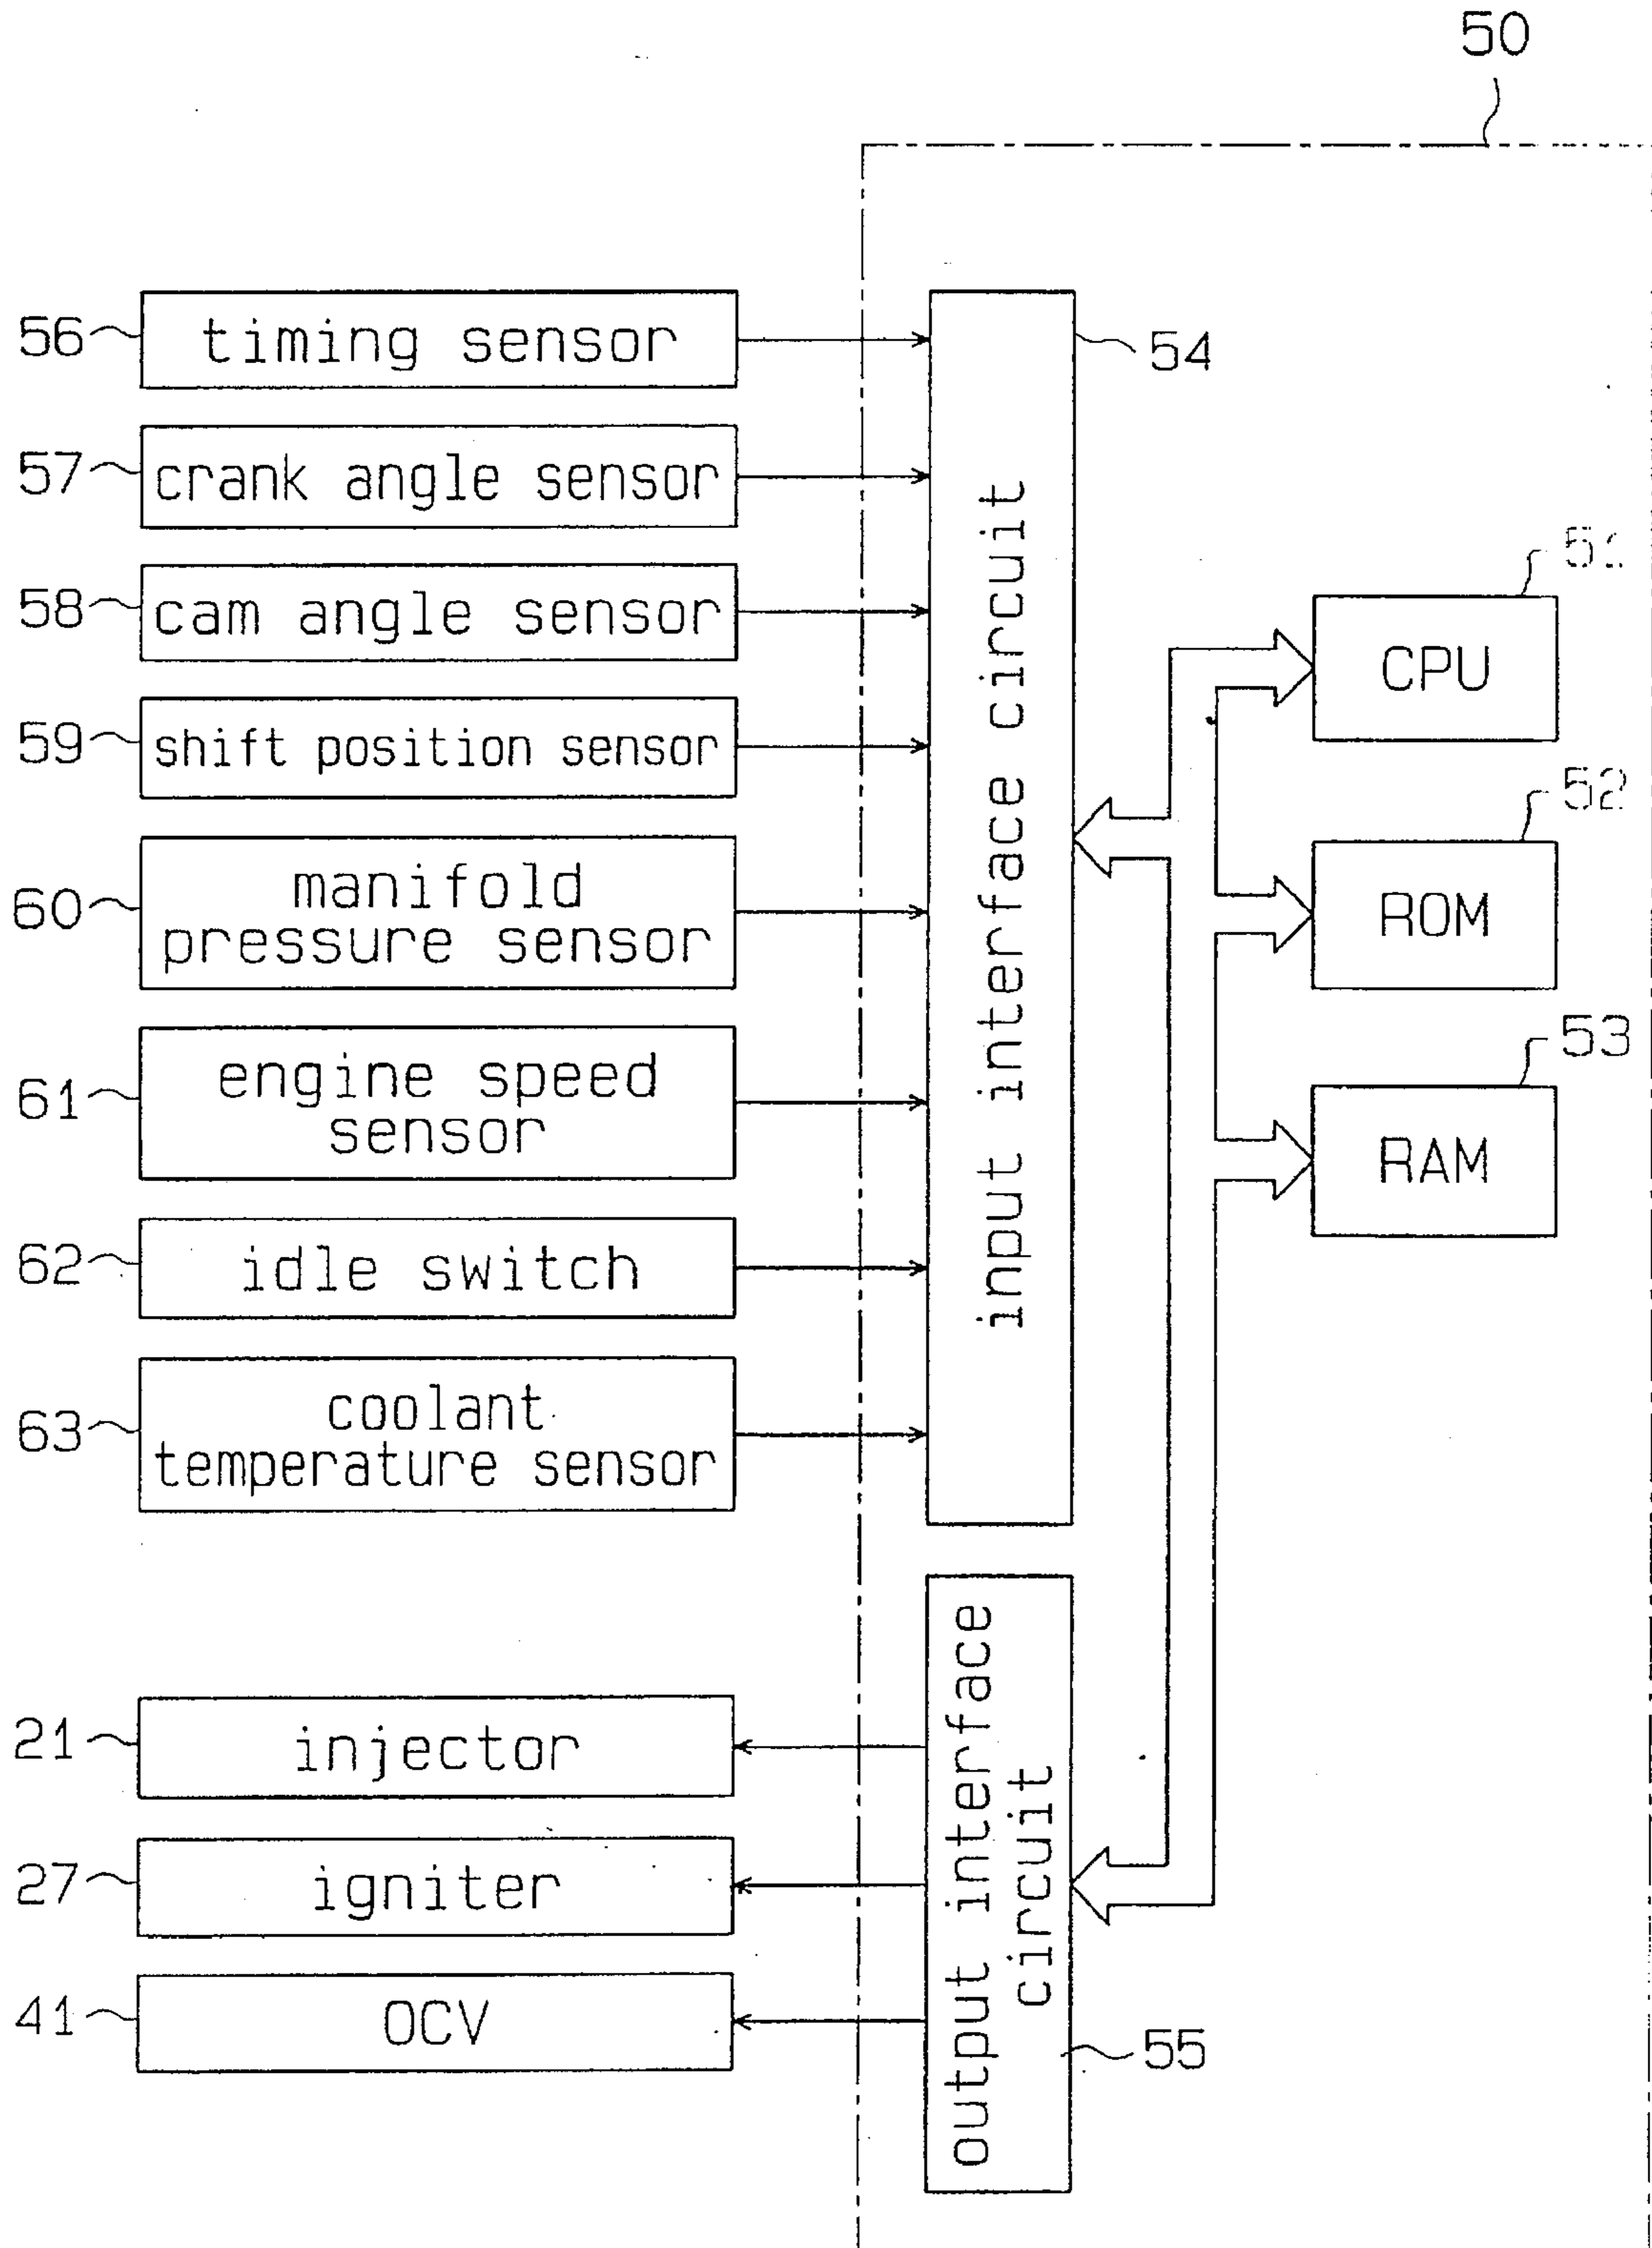 50
56
timing sensor
54
57
crank angle sensor
58
cam angle sensor
59
shift position sensor
60
manifold
pressure sensor
61
engine speed
sensor
62
idle switch
63
coolant
temperature sensor
input interface circuit
CPU
52
ROM
53
RAM
21
injector
27
igniter
41
OCV
output interface
circuit
55